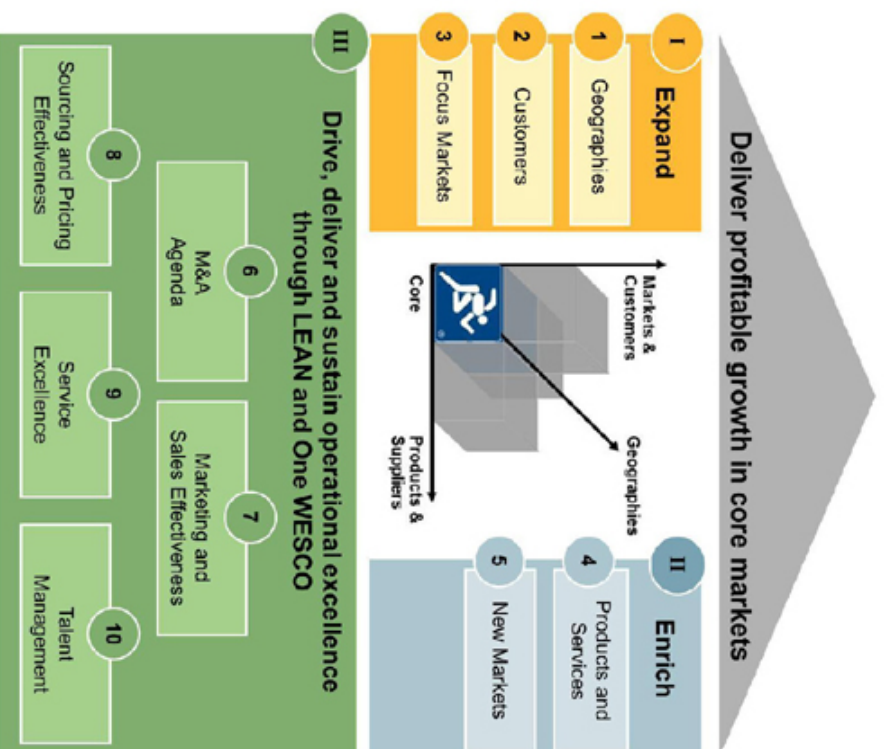 Deliver profitable growth in core markets
I
Expand
1
Geographies
2
Customers
3
Focus Markets
Markets &
Customers
Geographies
Core
Products &
Suppliers
®
II
Enrich
4
Products and
Services
5
New Markets
III
Drive, deliver and sustain operational excellence
through LEAN and One WESCO
6
M&A
Agenda
7
Marketing and
Sales Effectiveness
8
Sourcing and Pricing
Effectiveness
9
Service
Excellence
10
Talent
Management